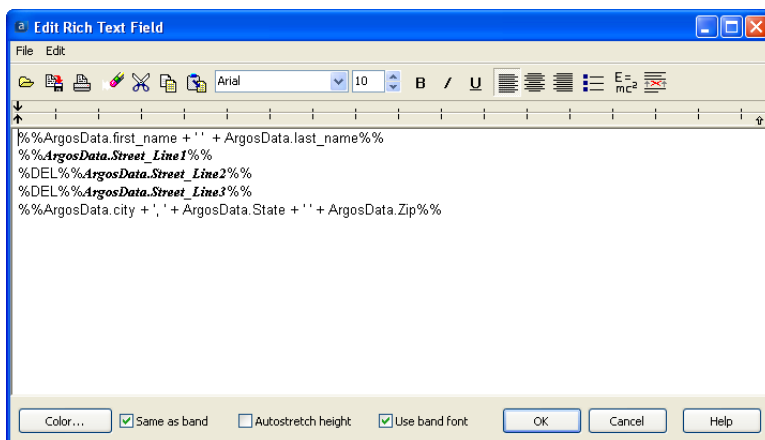 a Edit Rich Text Field
File Edit
Arial 10 B I U E= mc²
%%ArgosData.first_name + ' ' + ArgosData.last_name%%
%%ArgosData.Street_Line1%%
%DEL%%ArgosData.Street_Line2%%
%DEL%%ArgosData.Street_Line3%%
%%ArgosData.city + ', ' + ArgosData.State + ' ' + ArgosData.Zip%%
Color... Same as band Autostretch height Use band font OK Cancel Help